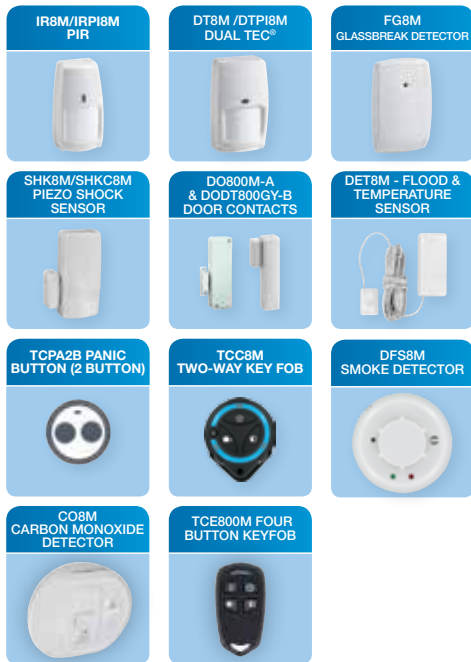 IR8M/IRPI8M
PIR
DT8M /DTPI8M
DUAL TEC®
FG8M
GLASSBREAK DETECTOR
SHK8M/SHKC8M
PIEZO SHOCK
SENSOR
DO800M-A
& DODT800GY-B
DOOR CONTACTS
DET8M - FLOOD &
TEMPERATURE
SENSOR
TCPA2B PANIC
BUTTON (2 BUTTON)
TCC8M
TWO-WAY KEY FOB
DFS8M
SMOKE DETECTOR
CO8M
CARBON MONOXIDE
DETECTOR
TCE800M FOUR
BUTTON KEYFOB